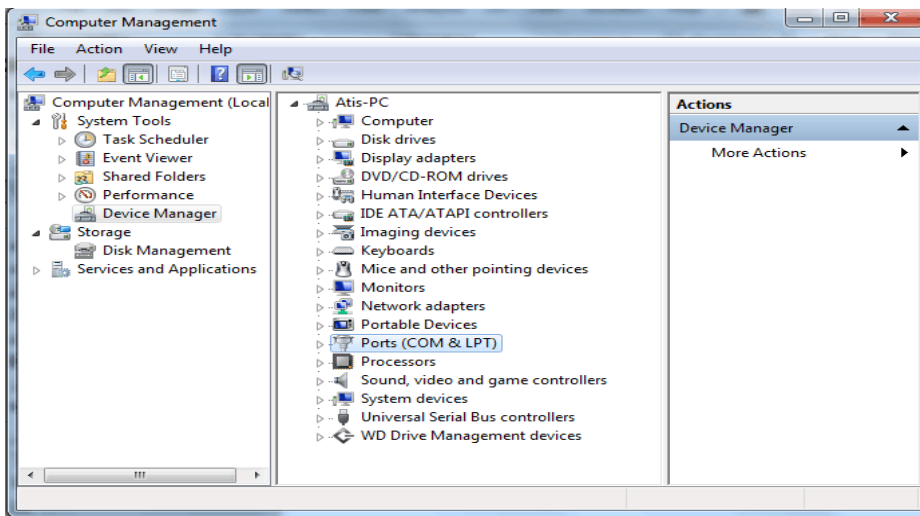 Computer Management
File Action View Help
Computer Management (Local
System Tools
Task Scheduler
Event Viewer
Shared Folders
Performance
Device Manager
Storage
Disk Management
Services and Applications
Atis-PC
Computer
Disk drives
Display adapters
DVD/CD-ROM drives
Human Interface Devices
IDE ATA/ATAPI controllers
Imaging devices
Keyboards
Mice and other pointing devices
Monitors
Network adapters
Portable Devices
Ports (COM & LPT)
Processors
Sound, video and game controllers
System devices
Universal Serial Bus controllers
WD Drive Management devices
Actions
Device Manager
More Actions